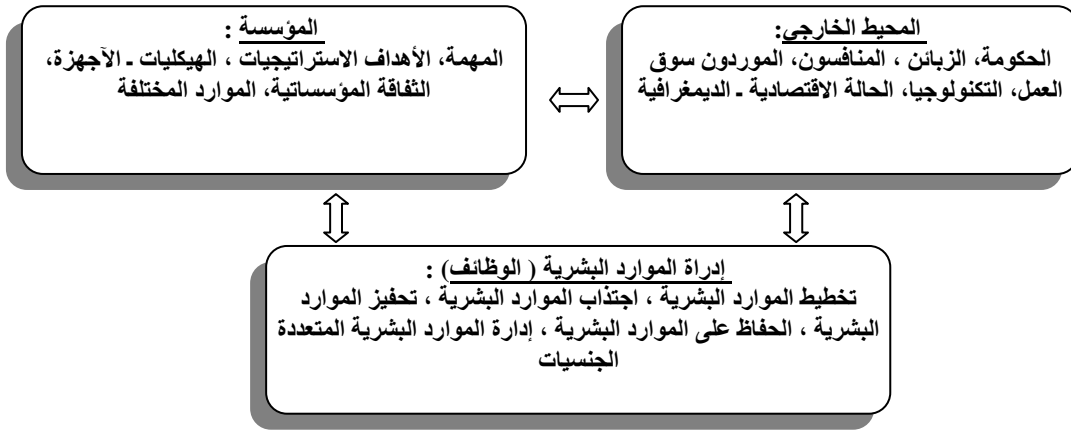 المحيط الخارجي:
الحكومة، الزبائن ، المنافسون، الموردون سوق
العمل، التكنولوجيا، الحالة الاقتصادية ـ الديمغرافية
المؤسسة :
المهمة، الأهداف الاستراتيجيات ، الهيكليات ـ الآجهزة،
الثفاقة المؤسساتية، الموارد المختلفة
إدراة الموارد البشرية ( الوظائف) :
تخطيط الموارد البشرية ، اجتذاب الموارد البشرية ، تحفيز الموارد
البشرية ، الحفاظ على الموارد البشرية ، إدارة الموارد البشرية المتعددة
الجنسيات